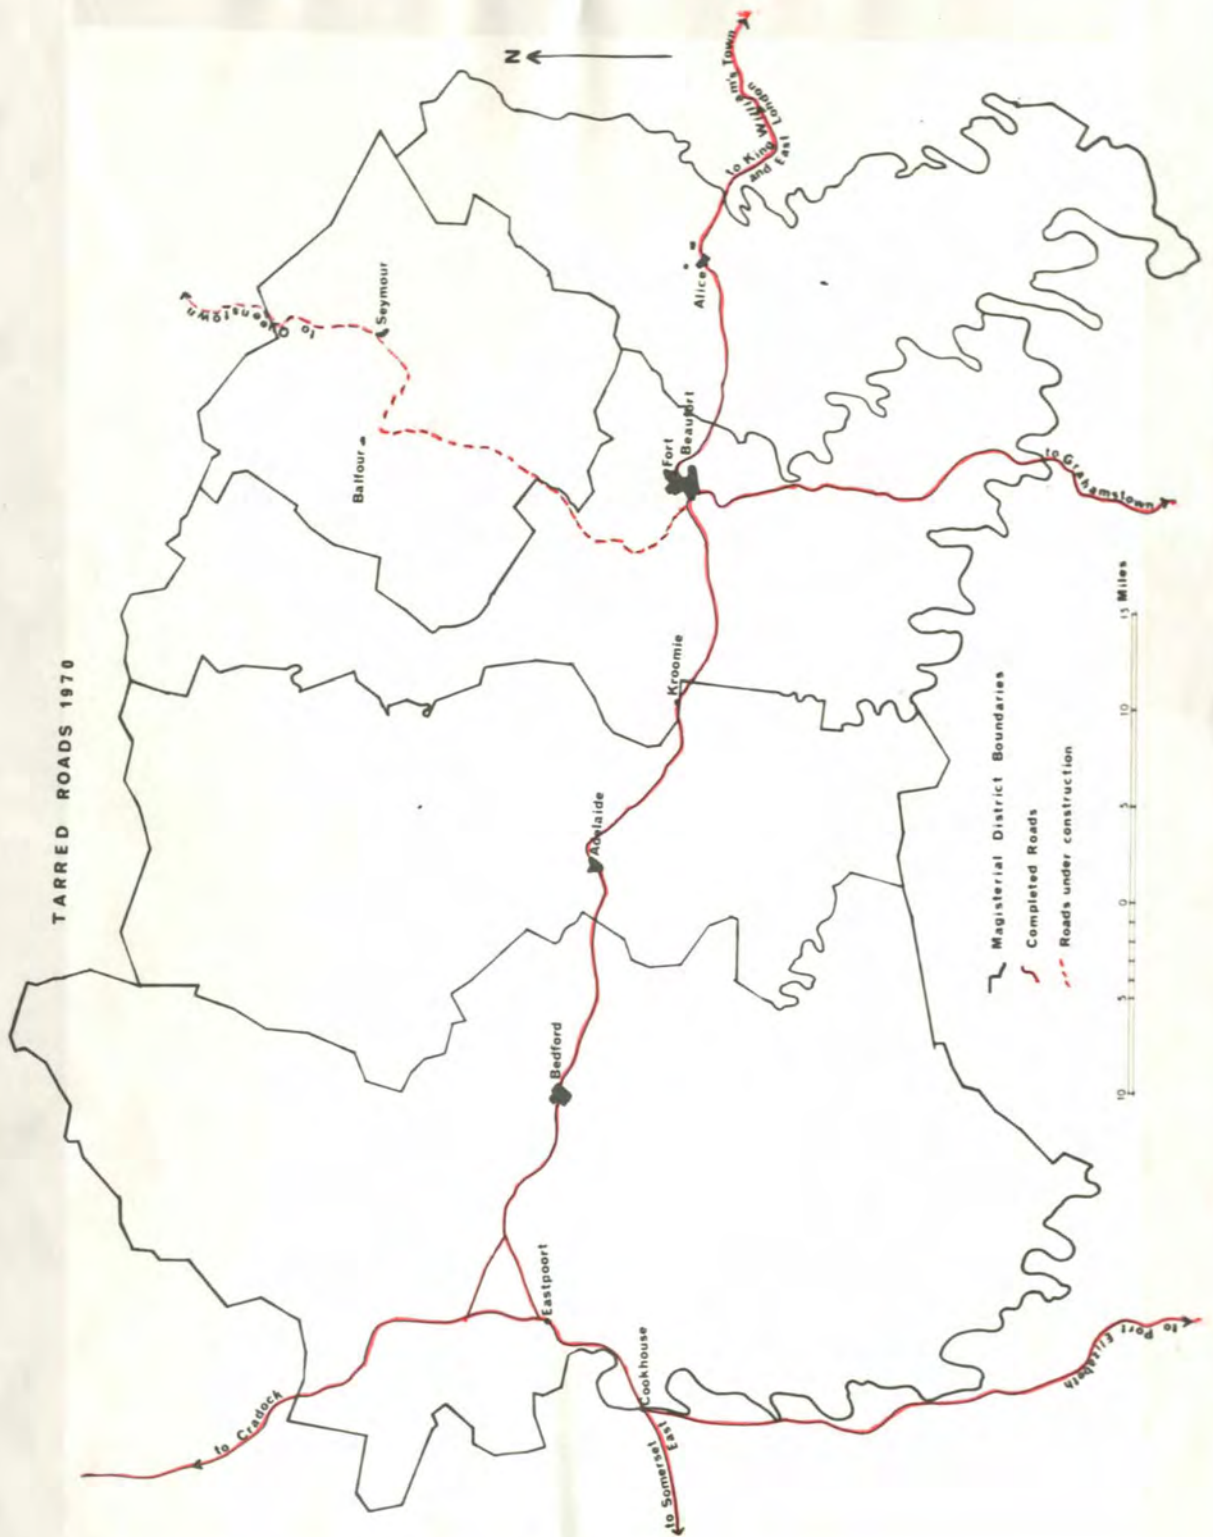 TARRED ROADS 1970
N
to Cradock
to Somerset
East
Cookhouse
Eastpoort
to Port Elizabeth
Bedford
Adelaide
Kroomie
Fort
Beaufort
Balfour
Seymour
to Queenstown
Alice
to King William's Town
and East London
to Grahamstown
Magisterial District Boundaries
Completed Roads
Roads under construction
10 5 0 5 10 15 Miles